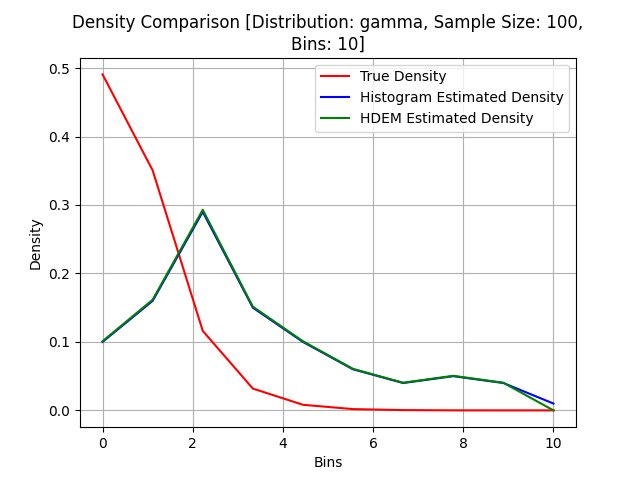 Density Comparison [Distribution: gamma, Sample Size: 100,
Bins: 10]
True Density
Histogram Estimated Density
HDEM Estimated Density
Density
0.5
0.4
0.3
0.2
0.1
0.0
0 2 4 6 8 10
Bins